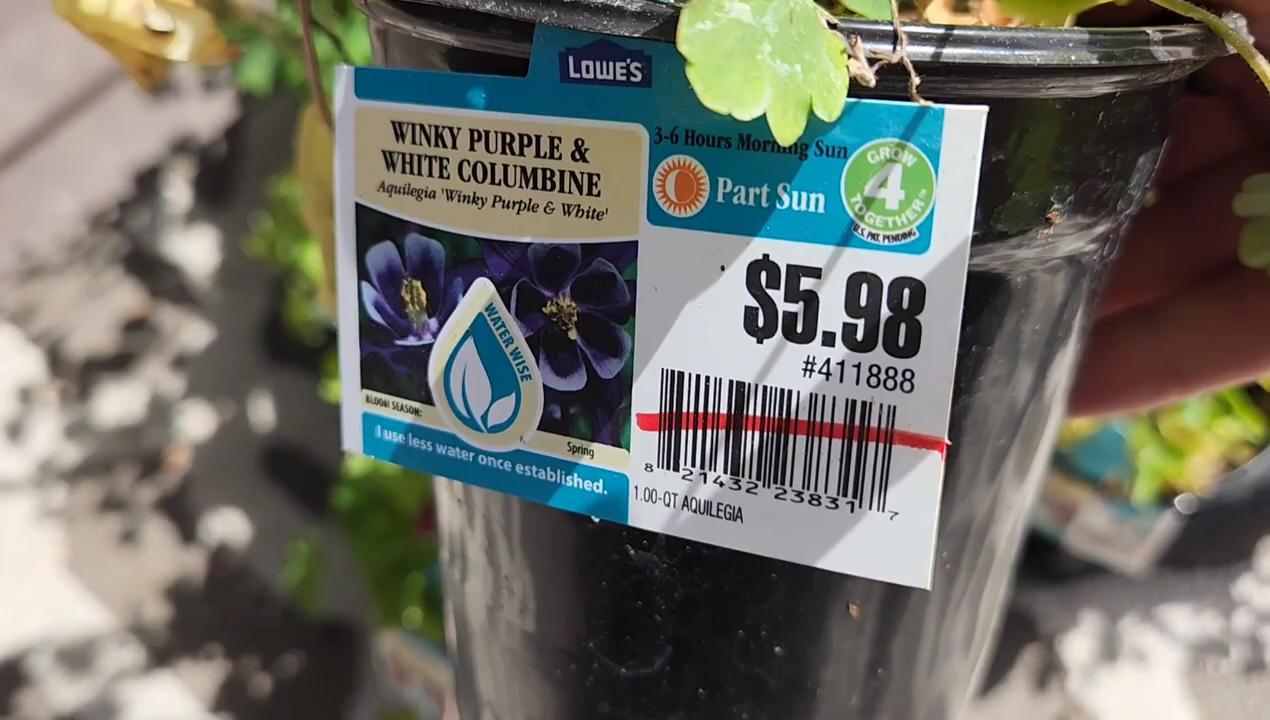 LOWE'S
WINKY PURPLE &
WHITE COLUMBINE
Aquilegia 'Winky Purple & White'
WATER WISE
BLOOM SEASON:
Spring
I use less water once established.
3-6 Hours Morning Sun
Part Sun
GROW
4
TOGETHER™
U.S. PAT. PENDING
$5.98
#411888
8 21432 23831 7
1.00-QT AQUILEGIA